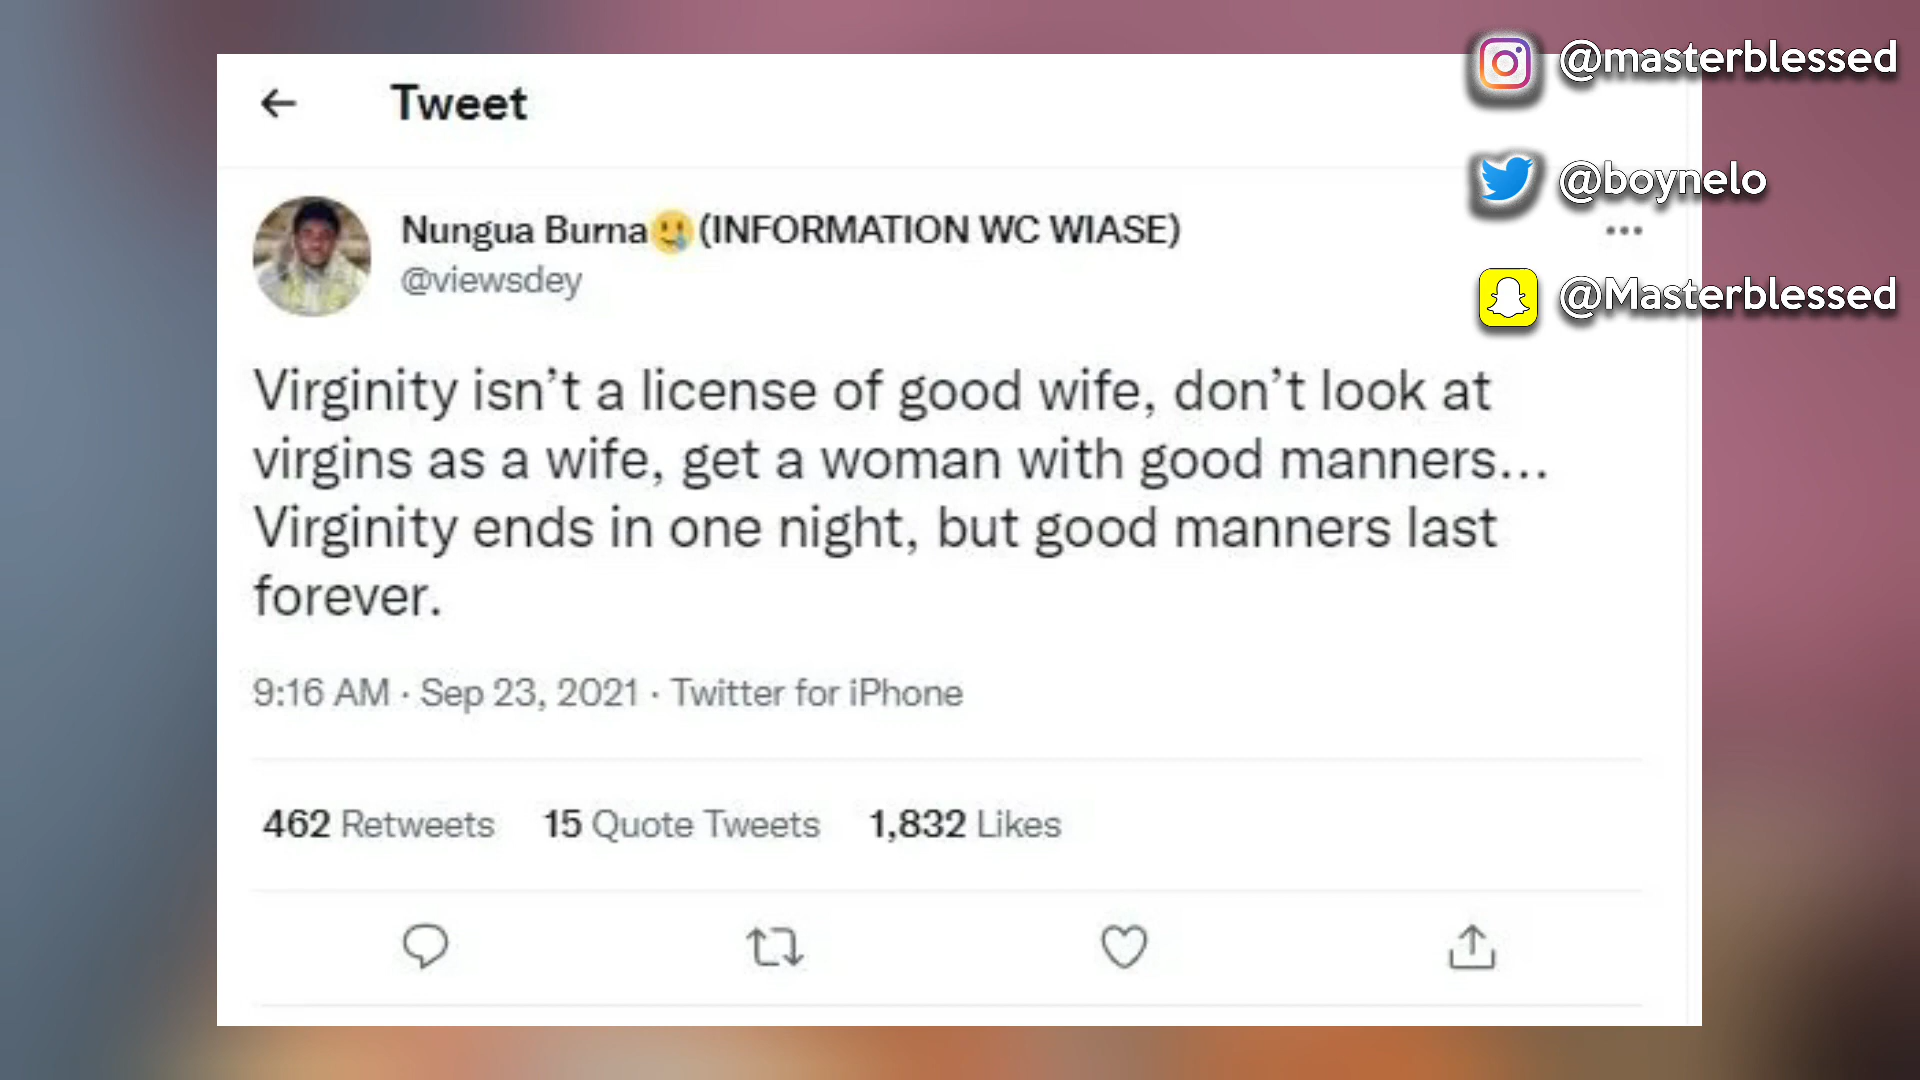 Tweet
Nungua Burna🥲(INFORMATION WC WIASE)
@viewsdey
Virginity isn’t a license of good wife, don’t look at
virgins as a wife, get a woman with good manners...
Virginity ends in one night, but good manners last
forever.
9:16 AM · Sep 23, 2021 · Twitter for iPhone
462 Retweets 15 Quote Tweets 1,832 Likes
@masterblessed
@boynelo
@Masterblessed